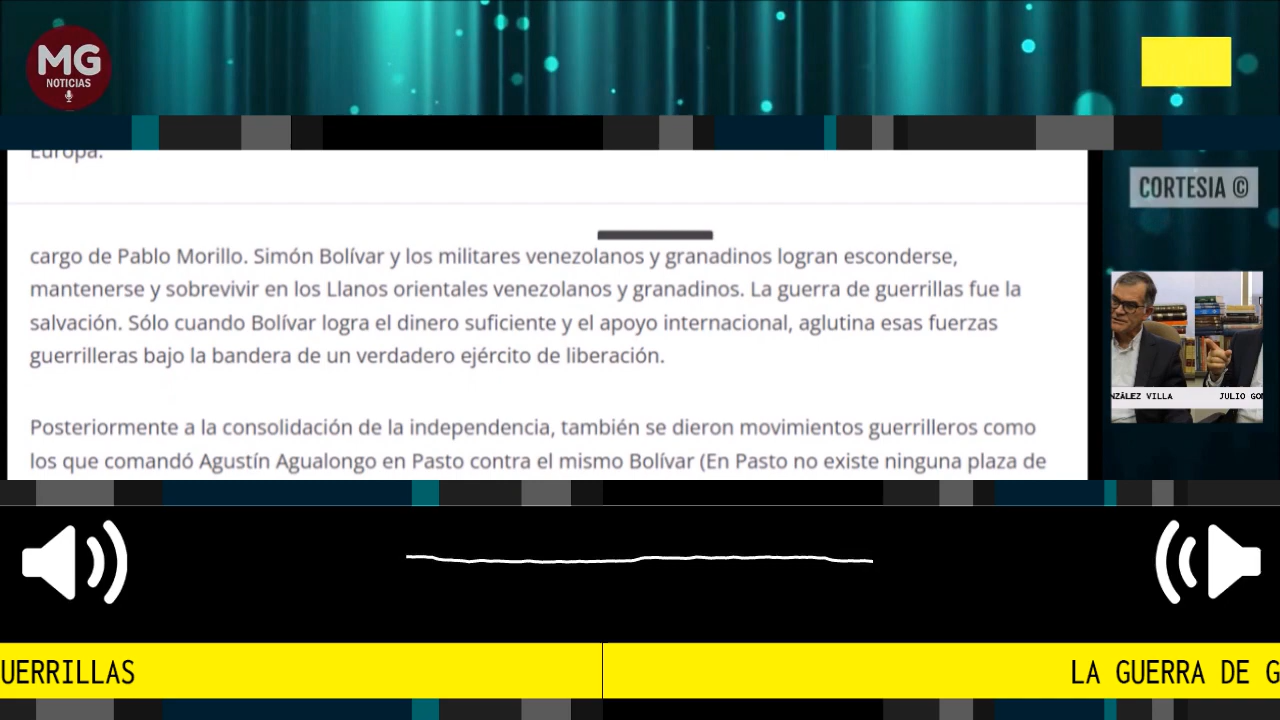 MG
NOTICIAS
Europa.
CORTESIA ©
cargo de Pablo Morillo. Simón Bolívar y los militares venezolanos y granadinos logran esconderse,
mantenerse y sobrevivir en los Llanos orientales venezolanos y granadinos. La guerra de guerrillas fue la
salvación. Sólo cuando Bolívar logra el dinero suficiente y el apoyo internacional, aglutina esas fuerzas
guerrilleras bajo la bandera de un verdadero ejército de liberación.
Posteriormente a la consolidación de la independencia, también se dieron movimientos guerrilleros como
los que comandó Agustín Agualongo en Pasto contra el mismo Bolívar (En Pasto no existe ninguna plaza de
NZÁLEZ VILLA JULIO GO
UERRILLAS LA GUERRA DE G